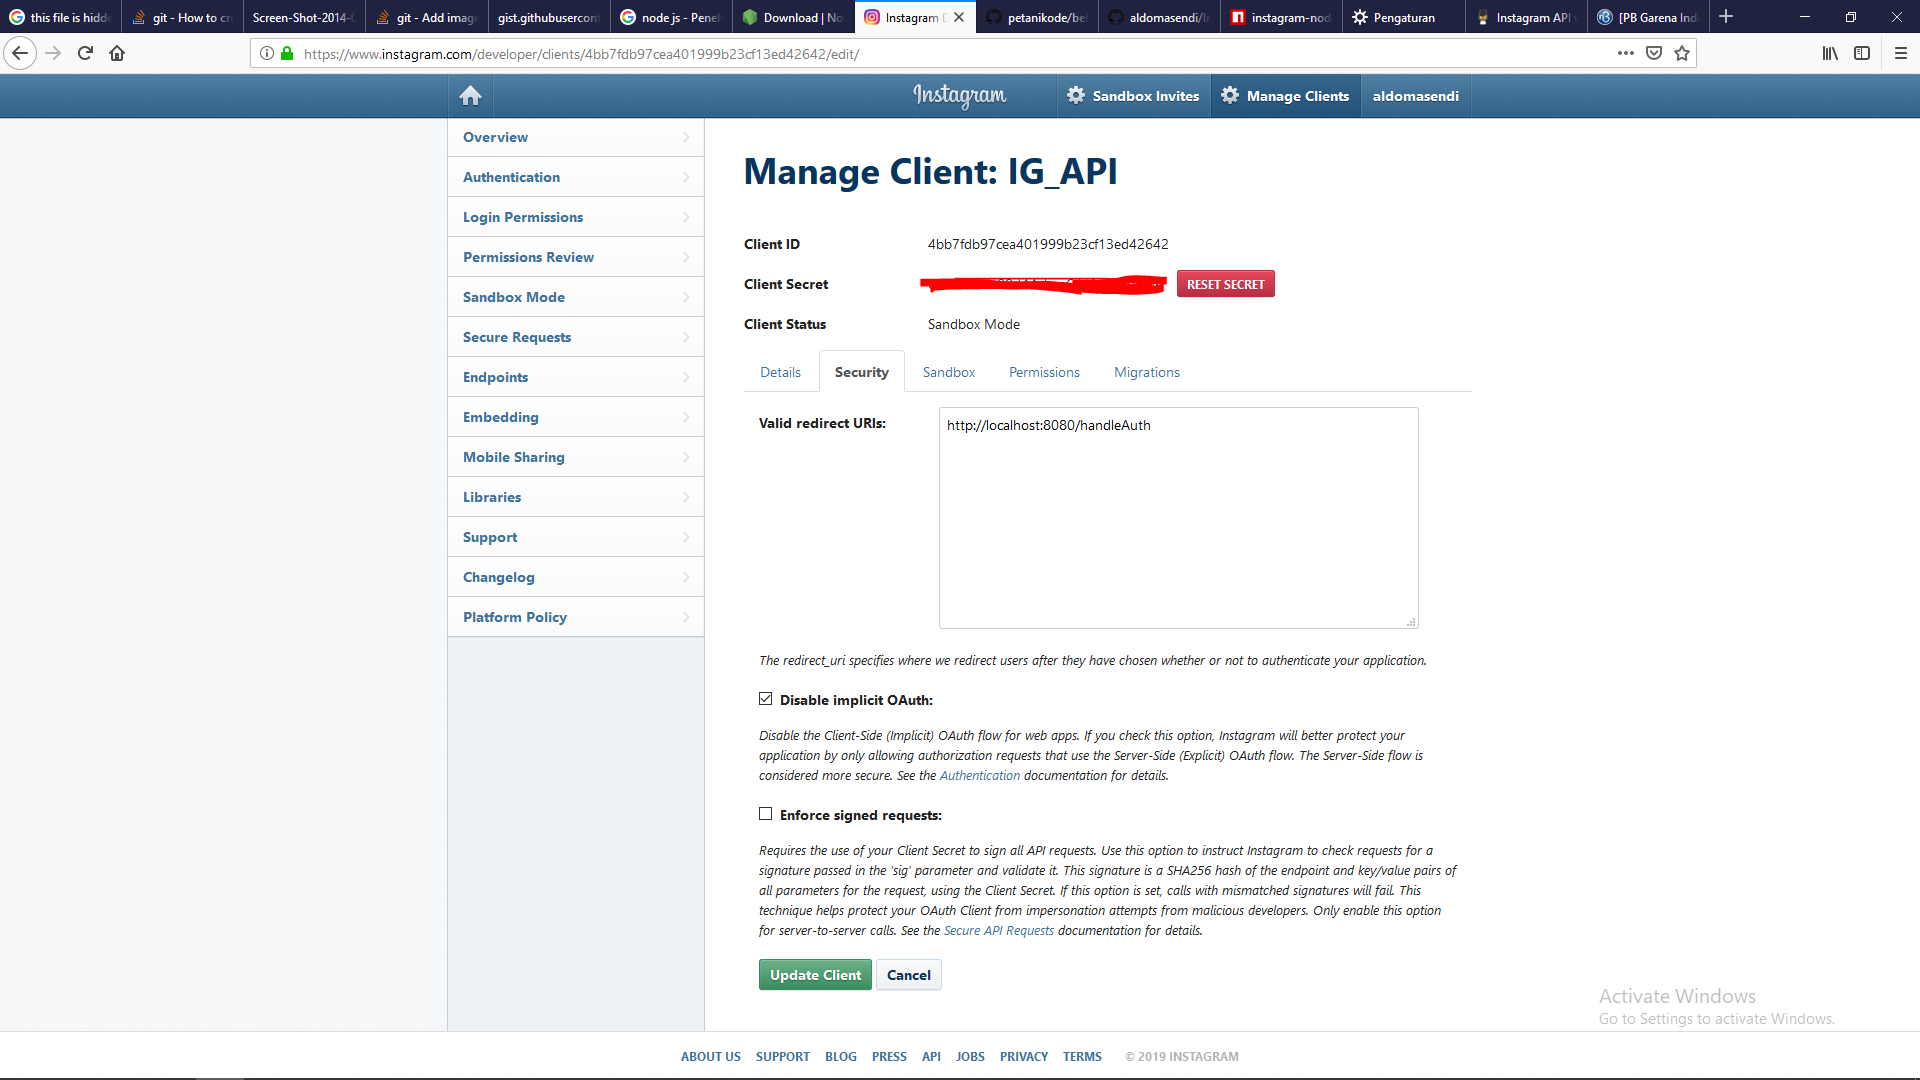 this file is hidde
git - How to cre
Screen-Shot-2014-0
git - Add image
gist.githubusercont
node js - Penel
Download | No
Instagram D
petanikode/bel
aldomasendi/In
instagram-nod
Pengaturan
Instagram API
[PB Garena Ind
https://www.instagram.com/developer/clients/4bb7fdb97cea401999b23cf13ed42642/edit/
Instagram
Sandbox Invites
Manage Clients
aldomasendi
Overview
Authentication
Login Permissions
Permissions Review
Sandbox Mode
Secure Requests
Endpoints
Embedding
Mobile Sharing
Libraries
Support
Changelog
Platform Policy
Manage Client: IG_API
Client ID 4bb7fdb97cea401999b23cf13ed42642
Client Secret RESET SECRET
Client Status Sandbox Mode
Details Security Sandbox Permissions Migrations
Valid redirect URIs: http://localhost:8080/handleAuth
The redirect_uri specifies where we redirect users after they have chosen whether or not to authenticate your application.
Disable implicit OAuth:
Disable the Client-Side (Implicit) OAuth flow for web apps. If you check this option, Instagram will better protect your
application by only allowing authorization requests that use the Server-Side (Explicit) OAuth flow. The Server-Side flow is
considered more secure. See the Authentication documentation for details.
Enforce signed requests:
Requires the use of your Client Secret to sign all API requests. Use this option to instruct Instagram to check requests for a
signature passed in the 'sig' parameter and validate it. This signature is a SHA256 hash of the endpoint and key/value pairs of
all parameters for the request, using the Client Secret. If this option is set, calls with mismatched signatures will fail. This
technique helps protect your OAuth Client from impersonation attempts from malicious developers. Only enable this option
for server-to-server calls. See the Secure API Requests documentation for details.
Update Client Cancel
Activate Windows
Go to Settings to activate Windows.
ABOUT US SUPPORT BLOG PRESS API JOBS PRIVACY TERMS © 2019 INSTAGRAM